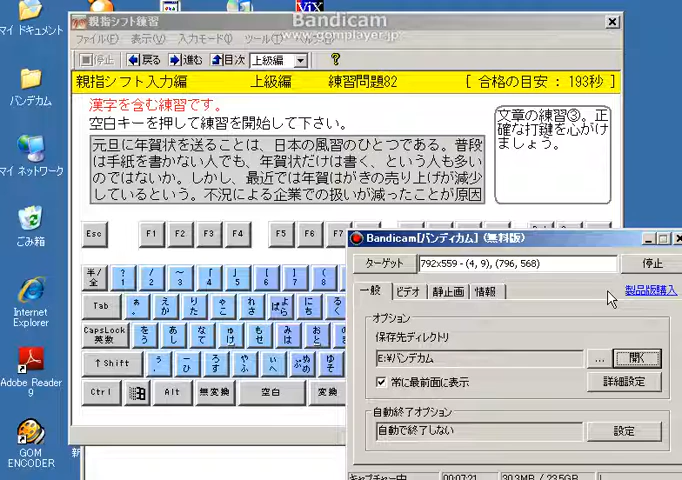 マイ ドキュメント
バンデカム
マイ ネットワーク
ごみ箱
Internet
Explorer
Adobe Reader
9
GOM
ENCODER
ViX
Bandicam
www.gomplayer.jp
親指シフト練習
ファイル(F) 表示(V) 入力モード(I) ツール(T)
停止 戻る 進む 目次 上級編 ?
親指シフト入力編 上級編 練習問題82 [ 合格の目安 : 193秒 ]
漢字を含む練習です。
空白キーを押して練習を開始して下さい。
元旦に年賀状を送ることは、日本の風習のひとつである。普段
は手紙を書かない人でも、年賀状だけは書く、という人も多い
のではないか。しかし、最近では年賀はがきの売り上げが減少
しているという。不況による企業での扱いが減ったことが原因
文章の練習③。正
確な打鍵を心がけ
ましょう。
Esc F1 F2 F3 F4 F5 F6 F7
半/全
Tab
CapsLock
英数
⇧Shift
Ctrl Alt 無変換 空白 変換
Bandicam[バンディカム] (無料版)
ターゲット 792x559 - (4, 9), (796, 568) 停止
一般 ビデオ 静止画 情報 製品版購入
オプション
保存先ディレクトリ
E:¥バンデカム ... 開く
常に最前面に表示 詳細設定
自動終了オプション
自動で終了しない 設定
キャプチャー中 00:07:21 30.3MB / 23.5GB